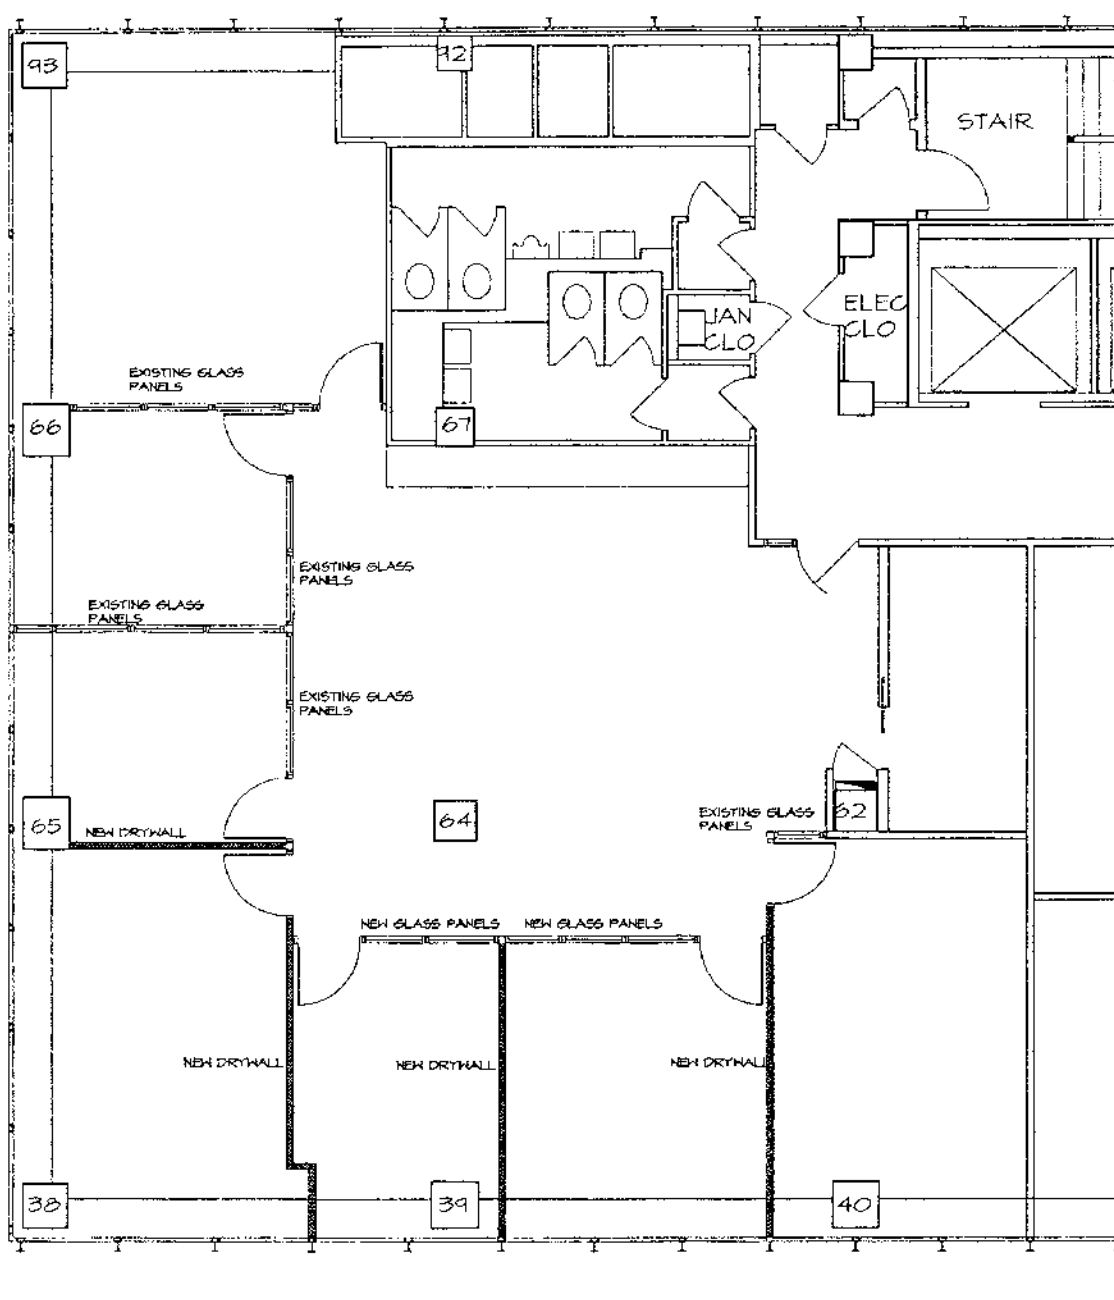 93
92
STAIR
ELEC
CLO
JAN
CLO
EXISTING GLASS
PANELS
66
67
EXISTING GLASS
PANELS
EXISTING GLASS
PANELS
EXISTING GLASS
PANELS
65
NEW DRYWALL
64
EXISTING GLASS
PANELS
62
NEW GLASS PANELS
NEW GLASS PANELS
NEW DRYWALL
NEW DRYWALL
NEW DRYWALL
38
39
40